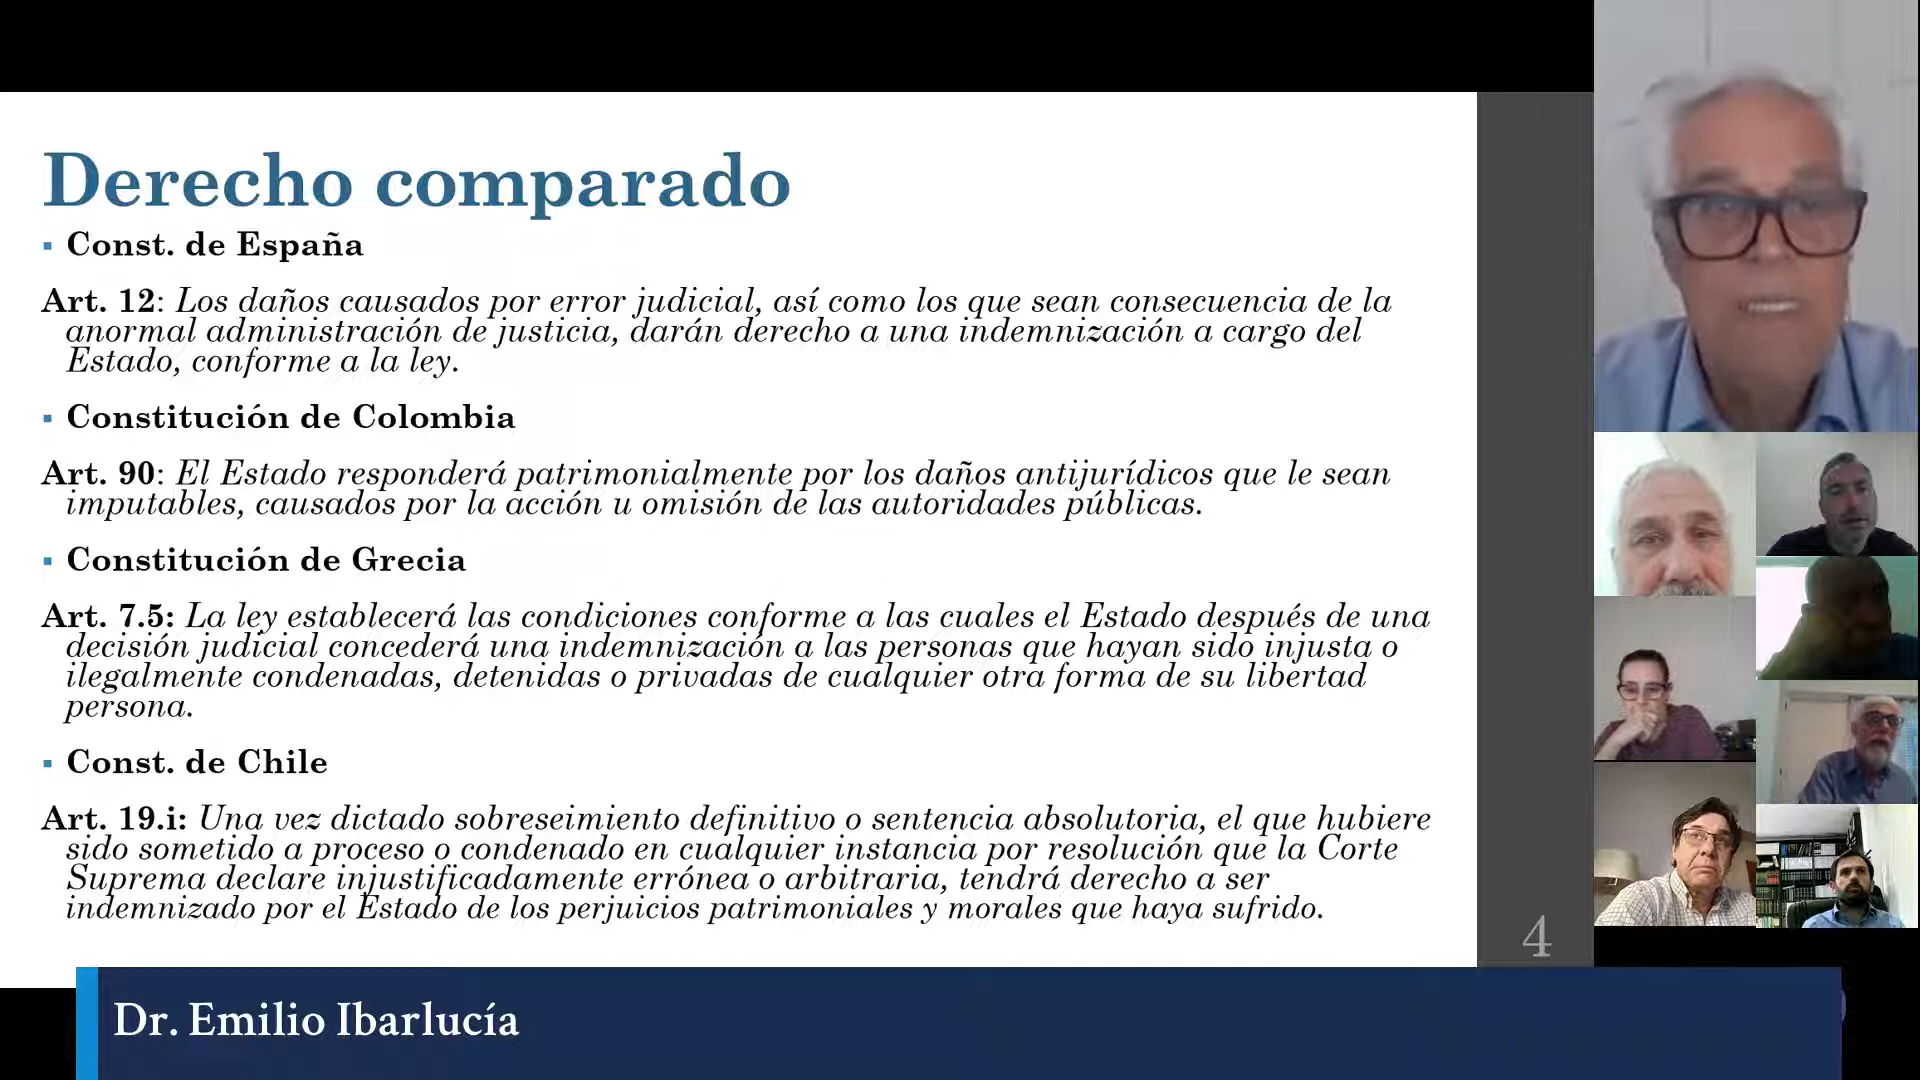 Derecho comparado
▪ Const. de España
Art. 12: Los daños causados por error judicial, así como los que sean consecuencia de la
anormal administración de justicia, darán derecho a una indemnización a cargo del
Estado, conforme a la ley.
▪ Constitución de Colombia
Art. 90: El Estado responderá patrimonialmente por los daños antijurídicos que le sean
imputables, causados por la acción u omisión de las autoridades públicas.
▪ Constitución de Grecia
Art. 7.5: La ley establecerá las condiciones conforme a las cuales el Estado después de una
decisión judicial concederá una indemnización a las personas que hayan sido injusta o
ilegalmente condenadas, detenidas o privadas de cualquier otra forma de su libertad
persona.
▪ Const. de Chile
Art. 19.i: Una vez dictado sobreseimiento definitivo o sentencia absolutoria, el que hubiere
sido sometido a proceso o condenado en cualquier instancia por resolución que la Corte
Suprema declare injustificadamente errónea o arbitraria, tendrá derecho a ser
indemnizado por el Estado de los perjuicios patrimoniales y morales que haya sufrido.
4
Dr. Emilio Ibarlucía